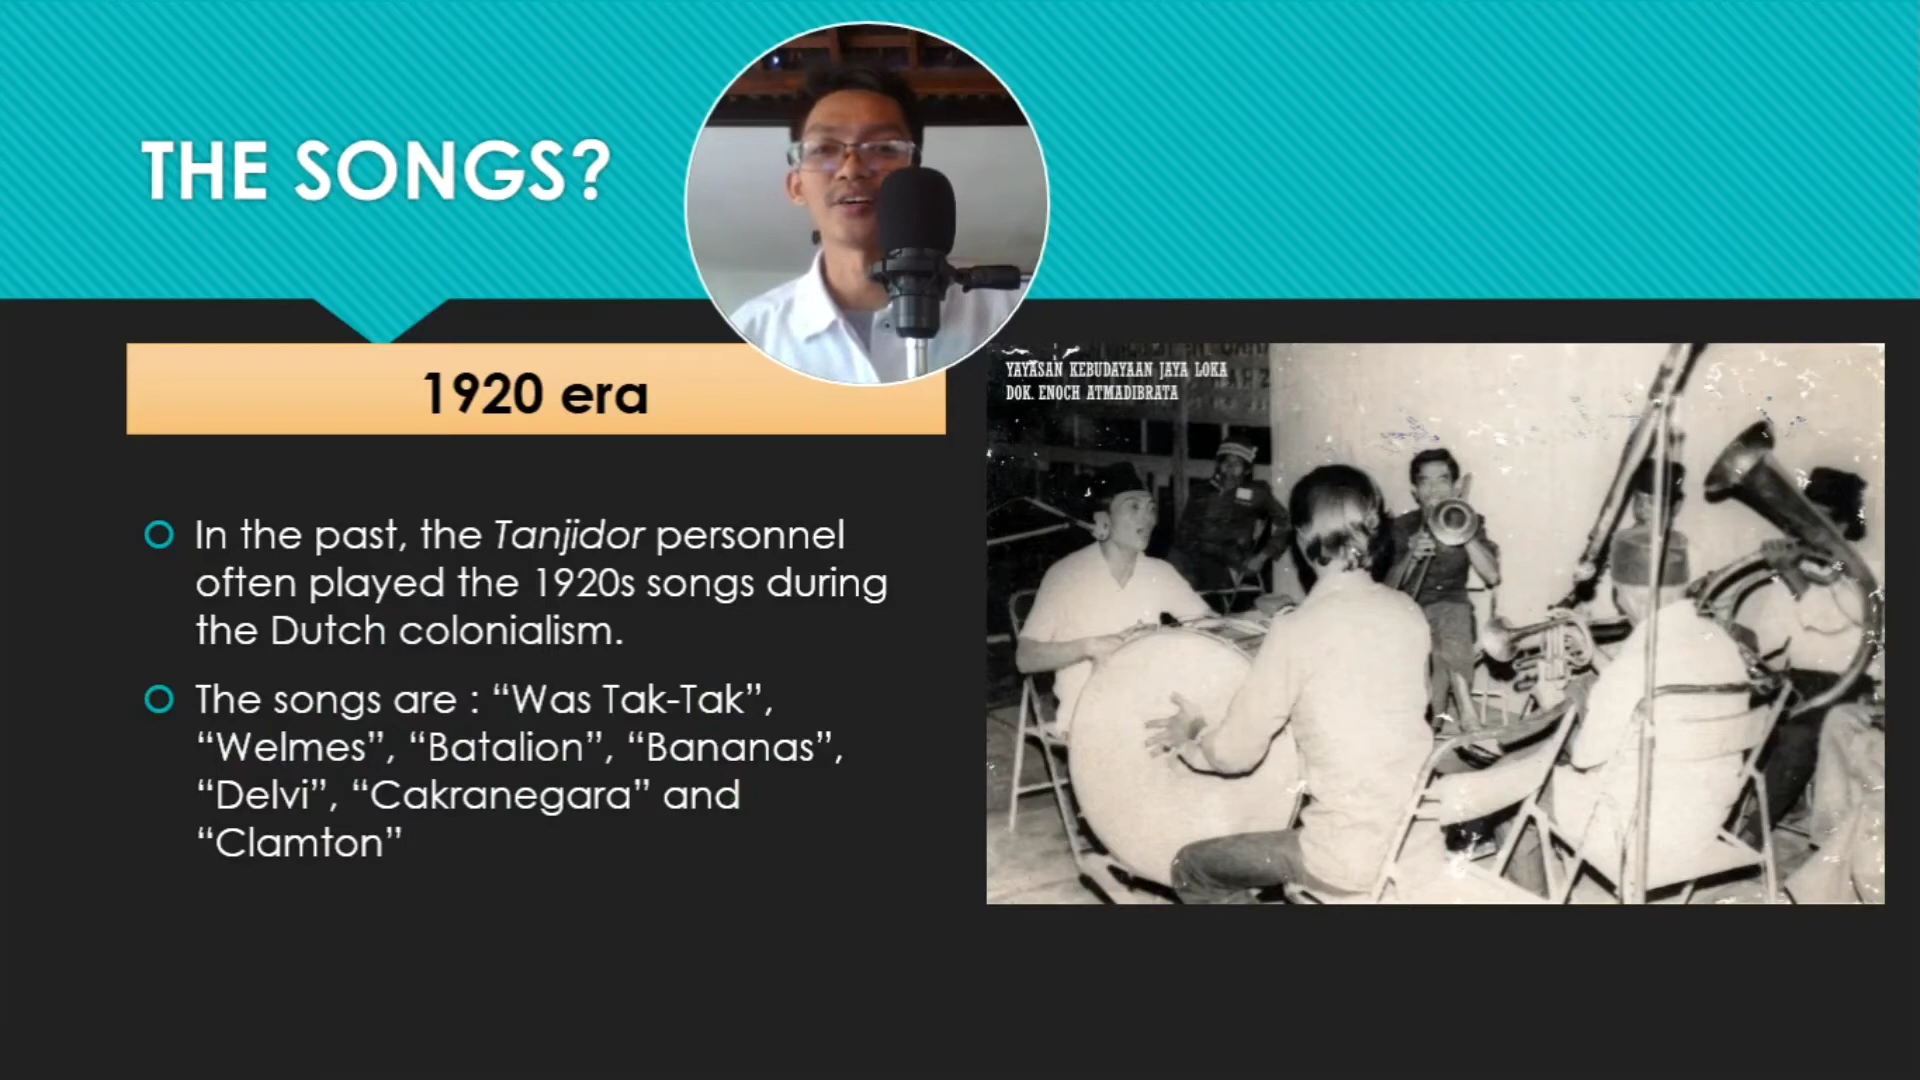 THE SONGS?
1920 era
In the past, the Tanjidor personnel
often played the 1920s songs during
the Dutch colonialism.
The songs are : “Was Tak-Tak”,
“Welmes”, “Batalion”, “Bananas”,
“Delvi”, “Cakranegara” and
“Clamton”
YAYASAN KEBUDAYAAN JAYA LOKA
DOK. ENOCH ATMADIBRATA